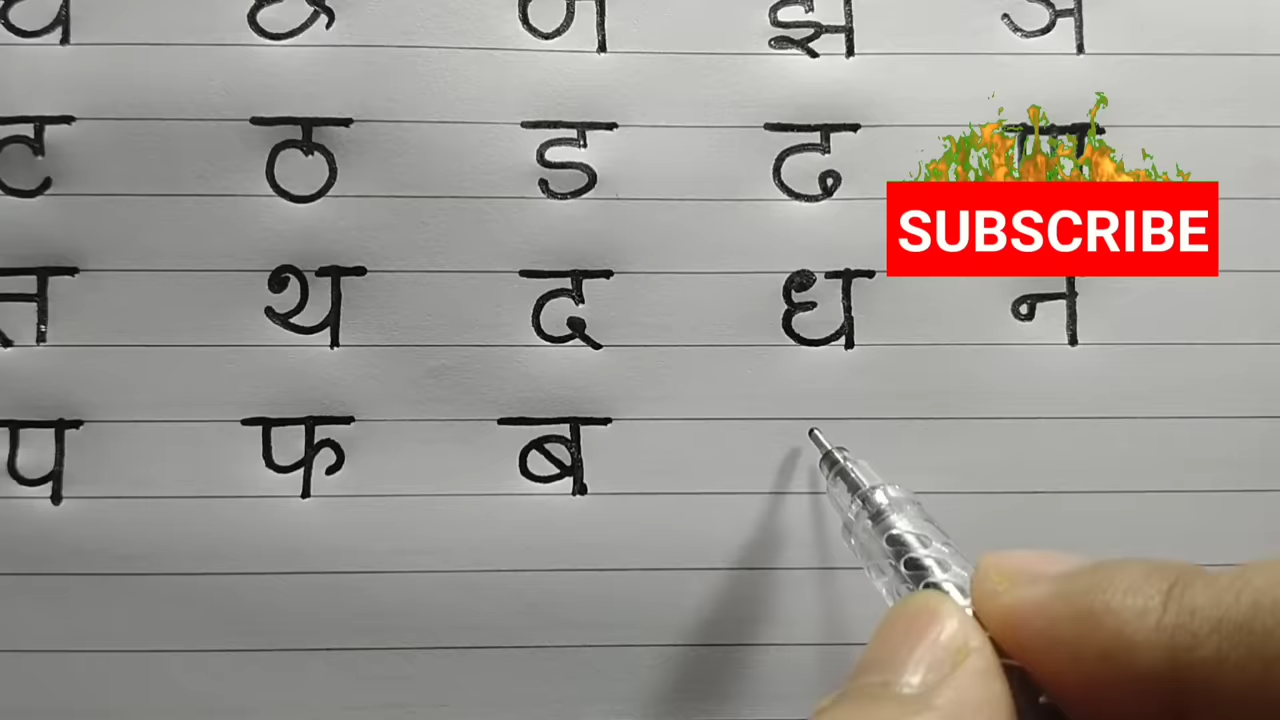 च छ ज झ ञ
ट ठ ड ढ ण
SUBSCRIBE
त थ द ध न
प फ ब